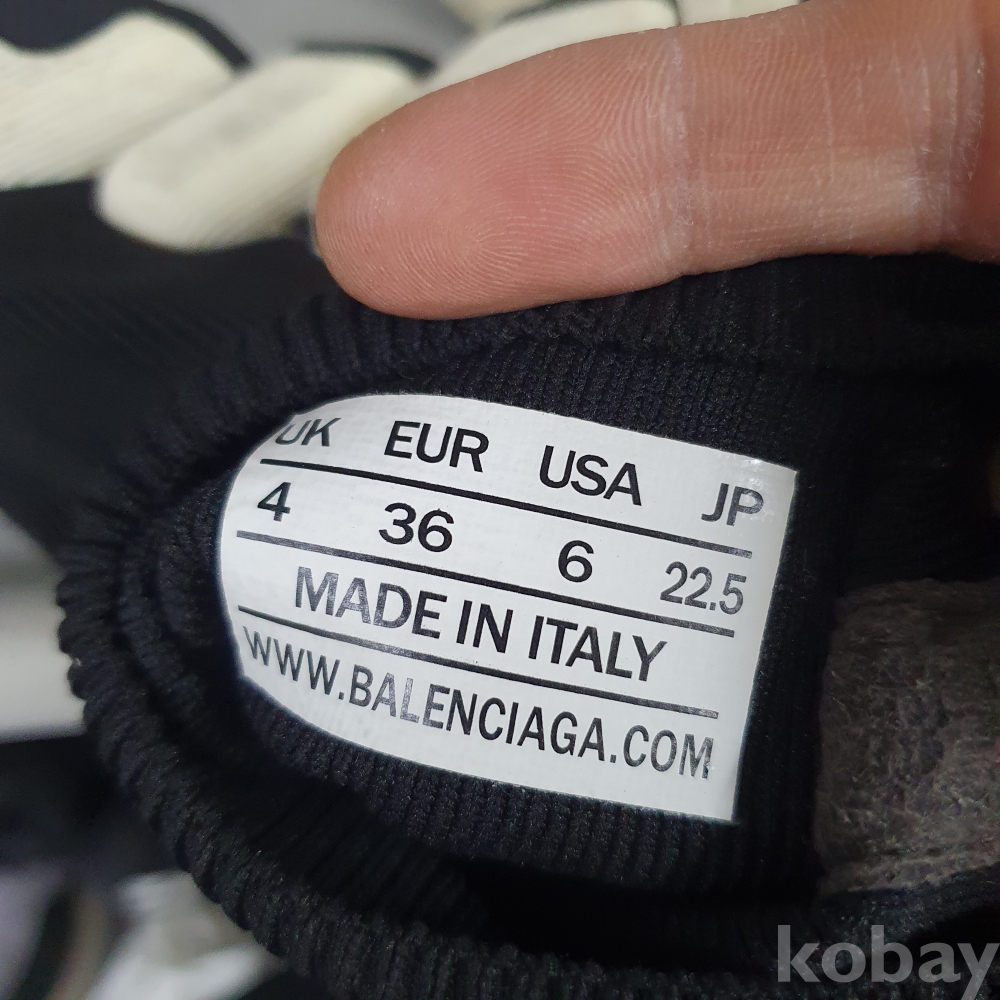 UK EUR USA JP
4 36 6 22.5
MADE IN ITALY
WWW.BALENCIAGA.COM
kobay